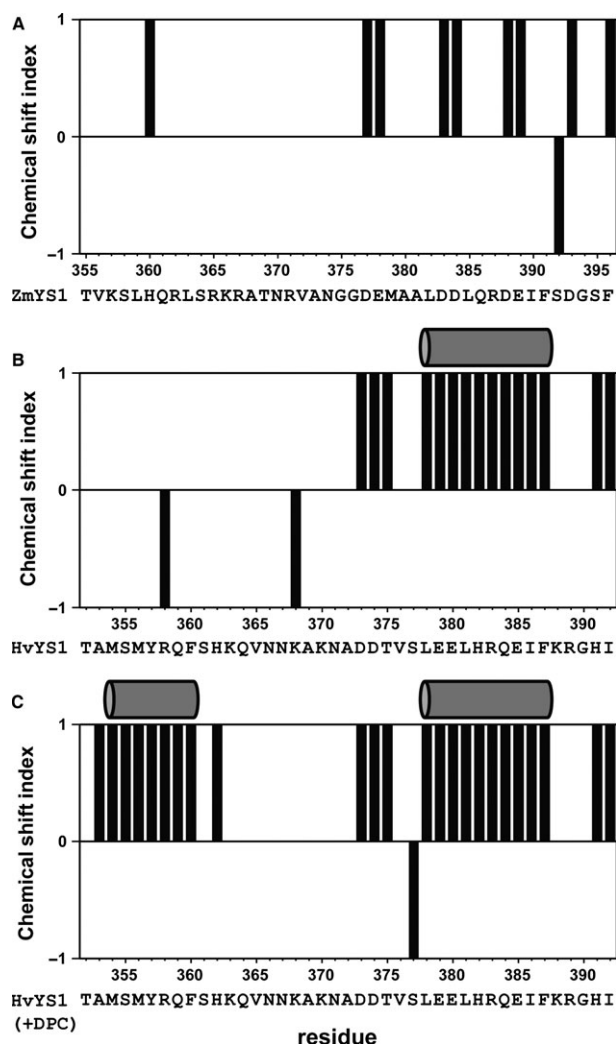 A
1
0
−1
Chemical shift index
355 360 365 370 375 380 385 390 395
ZmYS1 TVKSLHQRLSRKRATNRVANGGDEMAALDDLQRDEIFSDGSF
B
1
0
−1
Chemical shift index
355 360 365 370 375 380 385 390
HvYS1 TAMSMYRQFSHKQVNNKAKNADDTVSLEELHRQEIFKRGHI
C
1
0
−1
Chemical shift index
355 360 365 370 375 380 385 390
HvYS1 TAMSMYRQFSHKQVNNKAKNADDTVSLEELHRQEIFKRGHI
(+DPC)
residue